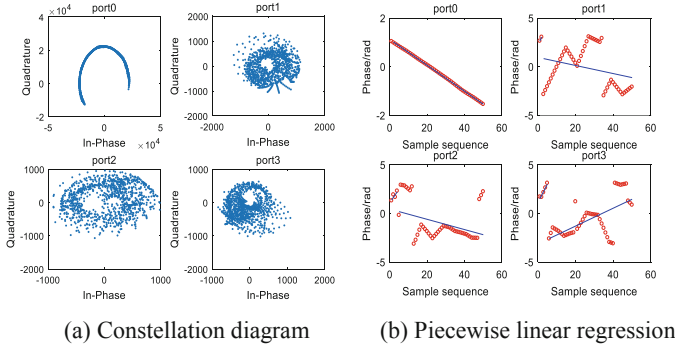 port0
port1
port0
port1
× 10^4
4
2
0
-2
Quadrature
-4 -2 0 2 4
In-Phase
× 10^4
2000
1000
0
-1000
-2000
Quadrature
-2000 0 2000
In-Phase
2
1
0
-1
-2
Phase/rad
0 20 40 60
Sample sequence
5
0
-5
Phase/rad
0 20 40 60
Sample sequence
port2
port3
port2
port3
1000
0
-1000
-2000
Quadrature
-1000 0 1000
In-Phase
1000
0
-1000
-2000
Quadrature
-1000 0 1000
In-Phase
5
0
-5
Phase/rad
0 20 40 60
Sample sequence
5
0
-5
Phase/rad
0 20 40 60
Sample sequence
(a) Constellation diagram
(b) Piecewise linear regression